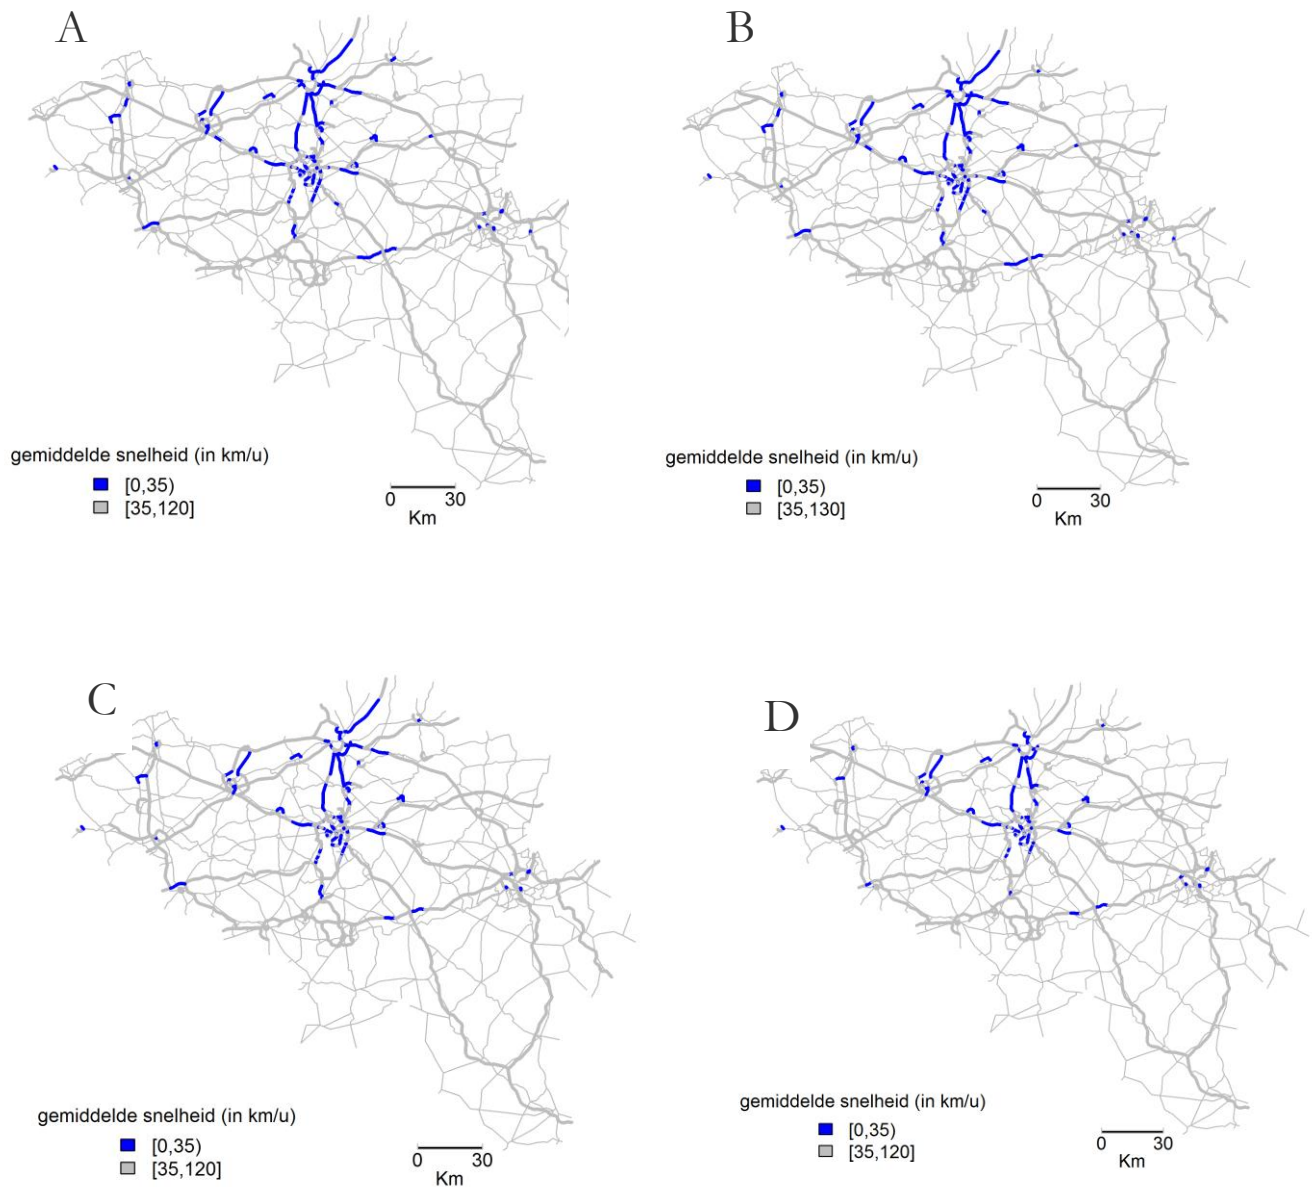 A
gemiddelde snelheid (in km/u)
[0,35)
[35,120]
0 30
Km
B
gemiddelde snelheid (in km/u)
[0,35)
[35,130]
0 30
Km
C
gemiddelde snelheid (in km/u)
[0,35)
[35,120]
0 30
Km
D
gemiddelde snelheid (in km/u)
[0,35)
[35,120]
0 30
Km